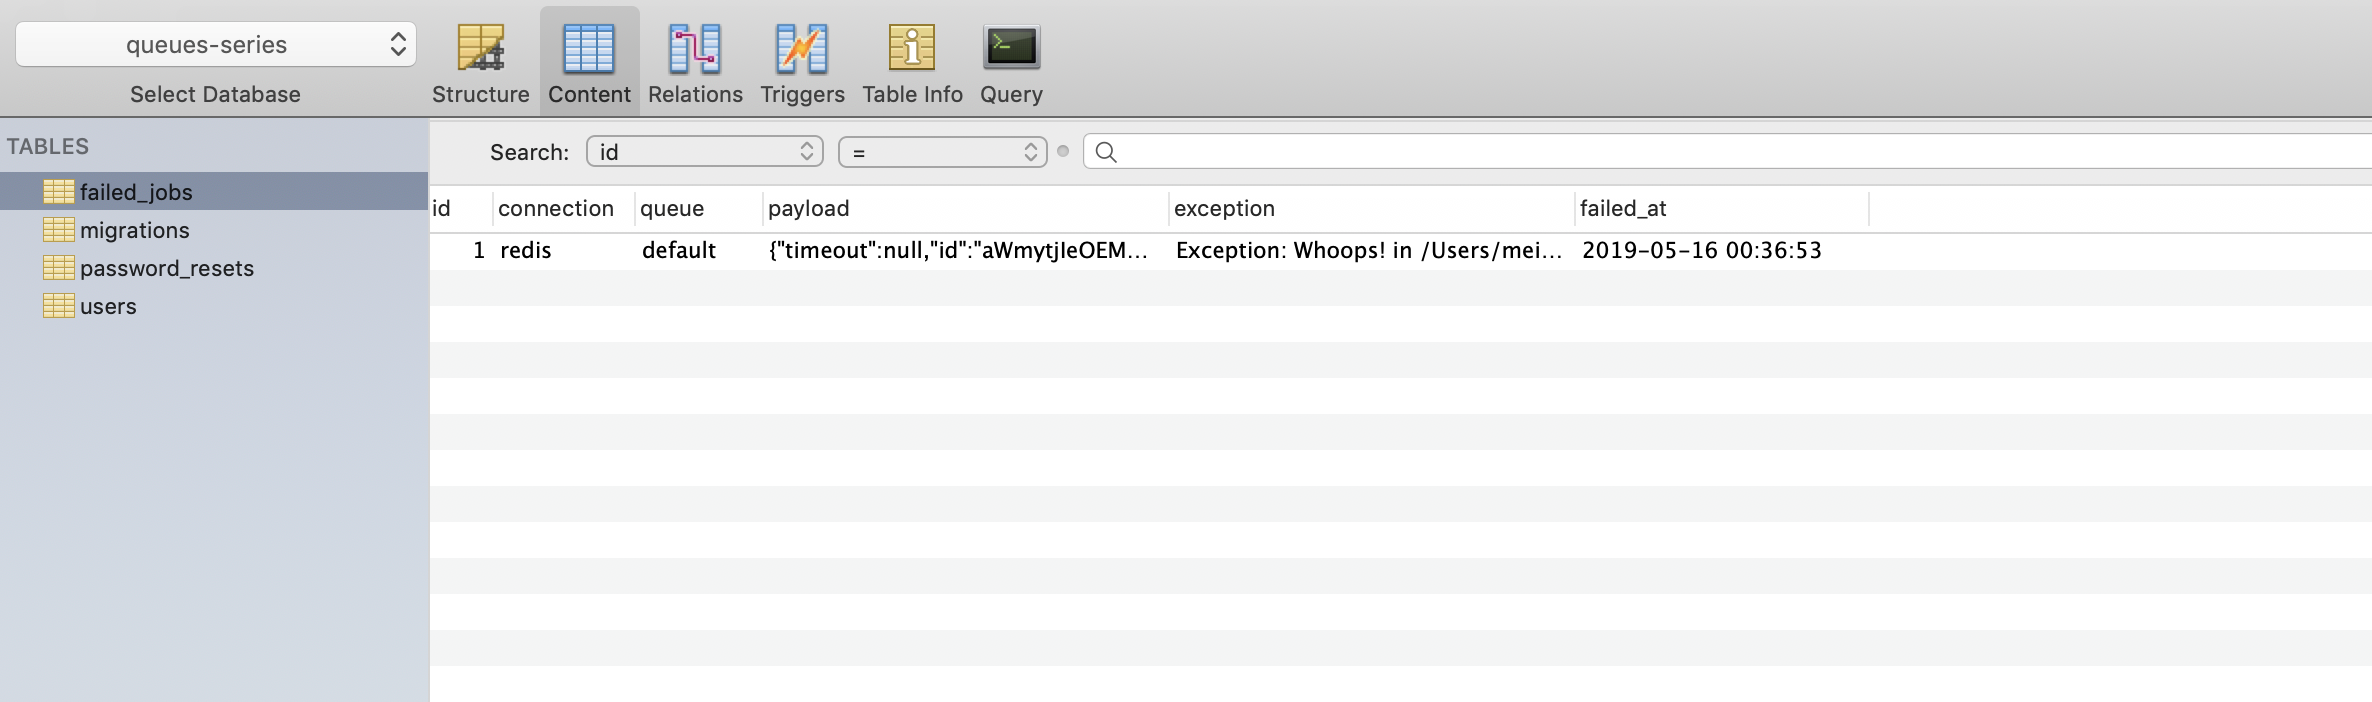 queues-series
Select Database
Structure Content Relations Triggers Table Info Query
TABLES
failed_jobs
migrations
password_resets
users
Search: id =
id connection queue payload exception failed_at
1 redis default {"timeout":null,"id":"aWmytjIeOEM... Exception: Whoops! in /Users/mei... 2019-05-16 00:36:53